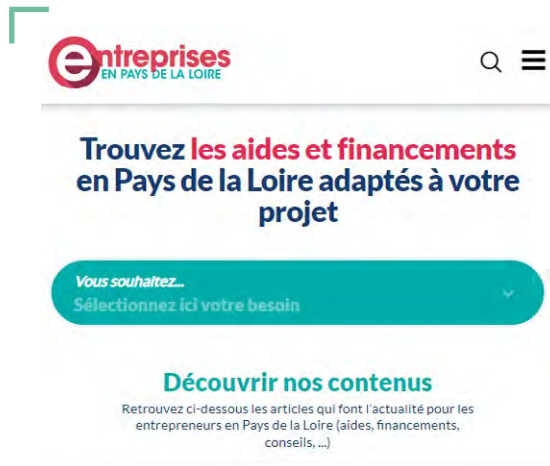 entreprises
EN PAYS DE LA LOIRE
Trouvez les aides et financements
en Pays de la Loire adaptés à votre
projet
Vous souhaitez...
Sélectionnez ici votre besoin
Découvrir nos contenus
Retrouvez ci-dessous les articles qui font l'actualité pour les
entrepreneurs en Pays de la Loire (aides, financements,
conseils, ...)